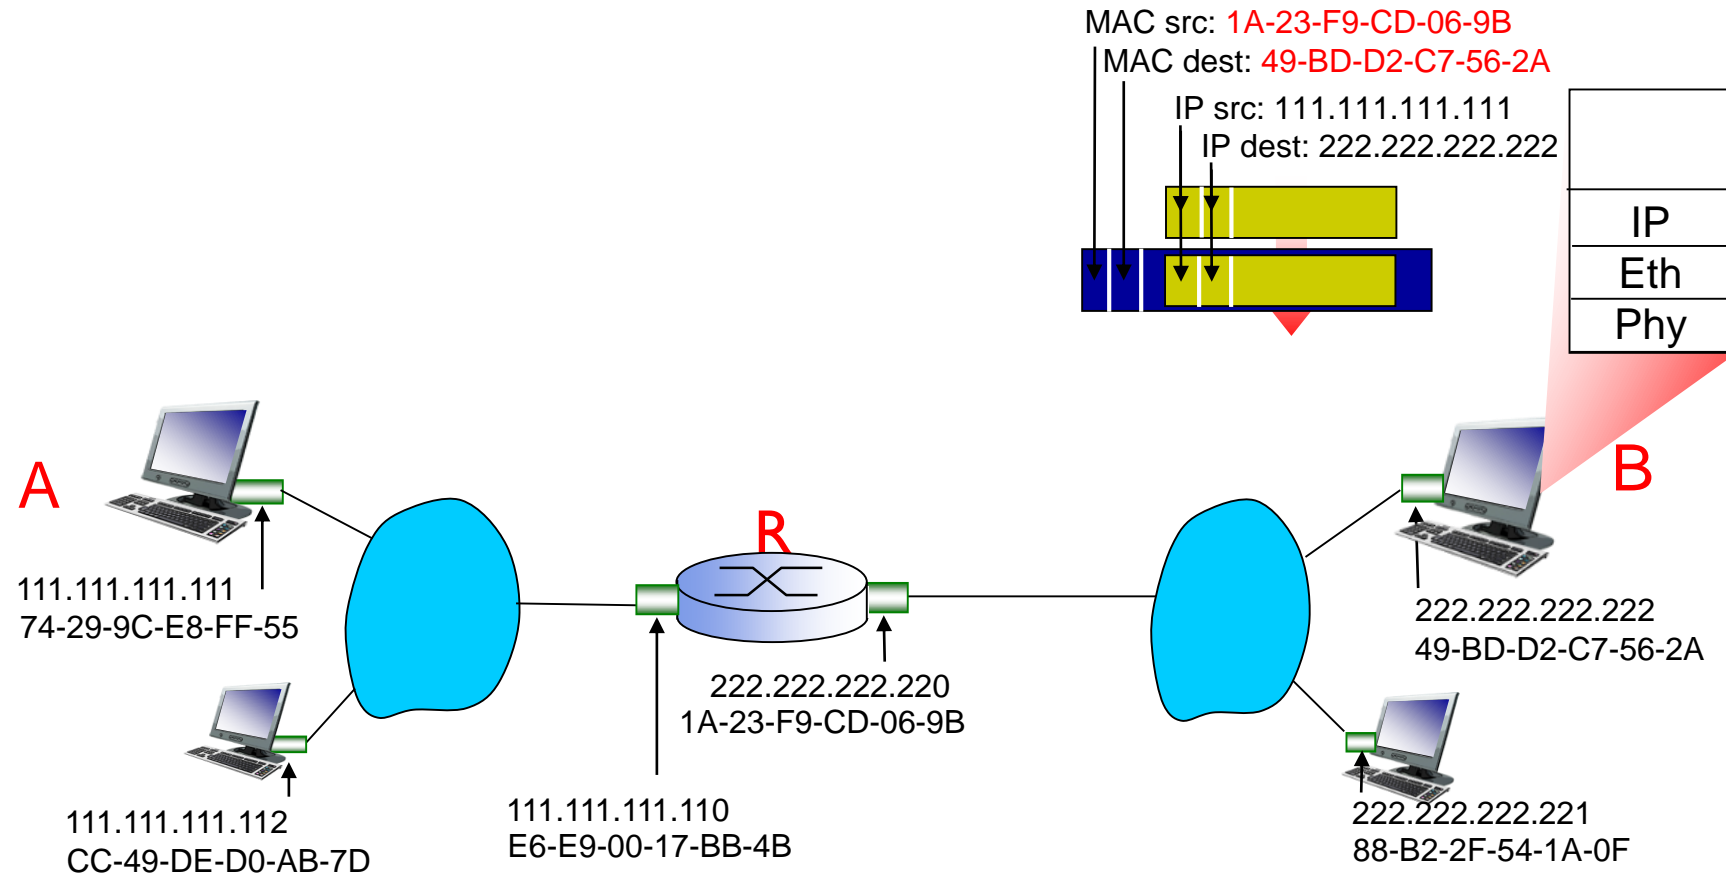 MAC src: 1A-23-F9-CD-06-9B
MAC dest: 49-BD-D2-C7-56-2A
IP src: 111.111.111.111
IP dest: 222.222.222.222
IP
Eth
Phy
A
B
R
111.111.111.111
74-29-9C-E8-FF-55
222.222.222.222
49-BD-D2-C7-56-2A
222.222.222.220
1A-23-F9-CD-06-9B
111.111.111.112
CC-49-DE-D0-AB-7D
111.111.111.110
E6-E9-00-17-BB-4B
222.222.222.221
88-B2-2F-54-1A-0F